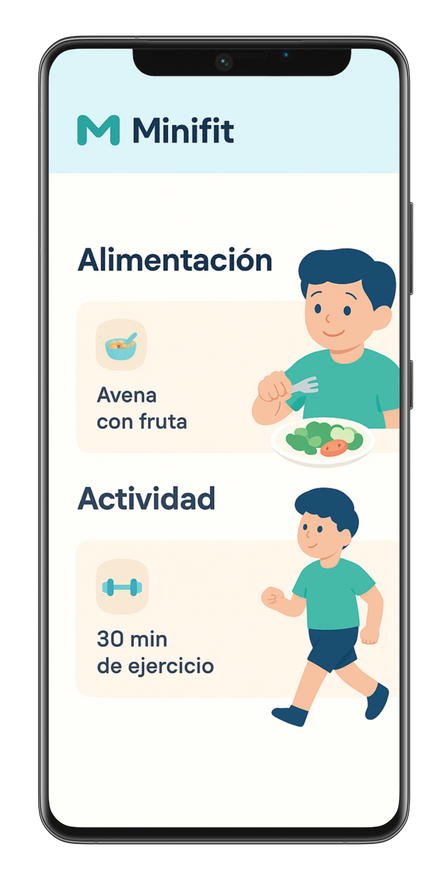 Minifit
Alimentación
Avena
con fruta
Actividad
30 min
de ejercicio